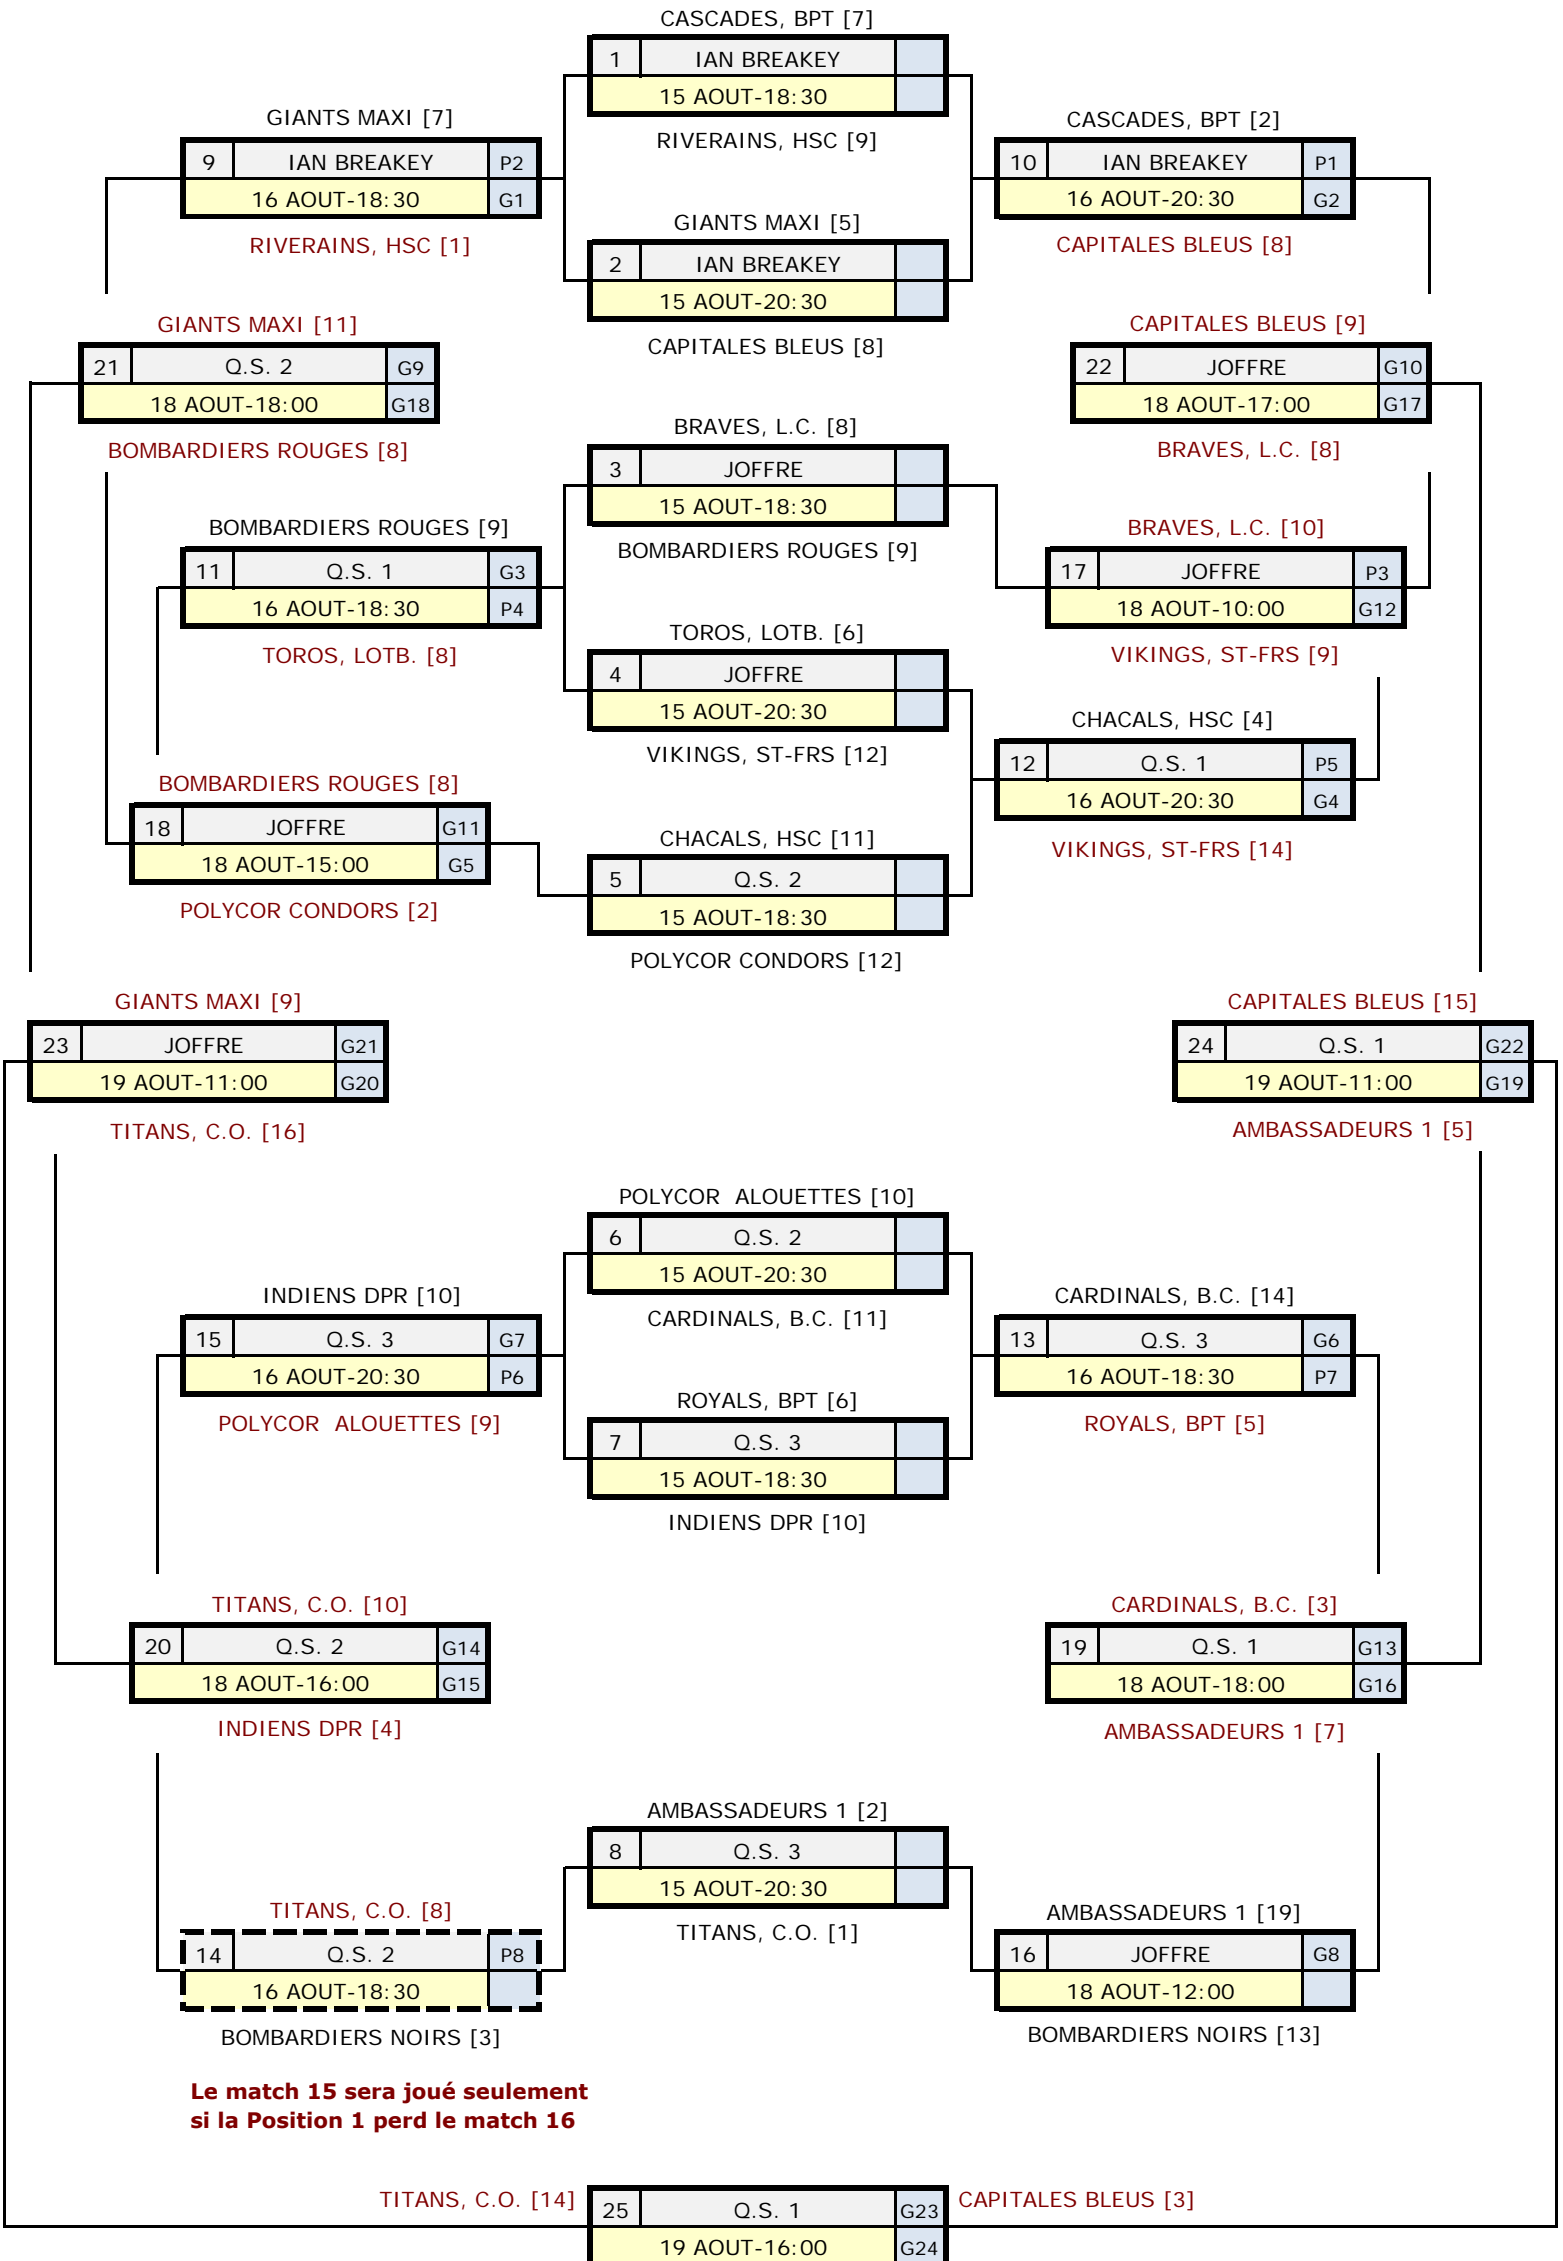 CASCADES, BPT [7]
1 IAN BREAKEY
15 AOUT-18:30
RIVERAINS, HSC [9]
GIANTS MAXI [7]
9 IAN BREAKEY P2
16 AOUT-18:30 G1
RIVERAINS, HSC [1]
CASCADES, BPT [2]
10 IAN BREAKEY P1
16 AOUT-20:30 G2
CAPITALES BLEUS [8]
GIANTS MAXI [5]
2 IAN BREAKEY
15 AOUT-20:30
CAPITALES BLEUS [8]
GIANTS MAXI [11]
21 Q.S. 2 G9
18 AOUT-18:00 G18
BOMBARDIERS ROUGES [8]
CAPITALES BLEUS [9]
22 JOFFRE G10
18 AOUT-17:00 G17
BRAVES, L.C. [8]
BRAVES, L.C. [8]
3 JOFFRE
15 AOUT-18:30
BOMBARDIERS ROUGES [9]
BOMBARDIERS ROUGES [9]
11 Q.S. 1 G3
16 AOUT-18:30 P4
TOROS, LOTB. [8]
BRAVES, L.C. [10]
17 JOFFRE P3
18 AOUT-10:00 G12
VIKINGS, ST-FRS [9]
TOROS, LOTB. [6]
4 JOFFRE
15 AOUT-20:30
VIKINGS, ST-FRS [12]
CHACALS, HSC [4]
12 Q.S. 1 P5
16 AOUT-20:30 G4
VIKINGS, ST-FRS [14]
BOMBARDIERS ROUGES [8]
18 JOFFRE G11
18 AOUT-15:00 G5
POLYCOR CONDORS [2]
CHACALS, HSC [11]
5 Q.S. 2
15 AOUT-18:30
POLYCOR CONDORS [12]
GIANTS MAXI [9]
23 JOFFRE G21
19 AOUT-11:00 G20
TITANS, C.O. [16]
CAPITALES BLEUS [15]
24 Q.S. 1 G22
19 AOUT-11:00 G19
AMBASSADEURS 1 [5]
POLYCOR ALOUETTES [10]
6 Q.S. 2
15 AOUT-20:30
CARDINALS, B.C. [11]
INDIENS DPR [10]
15 Q.S. 3 G7
16 AOUT-20:30 P6
POLYCOR ALOUETTES [9]
CARDINALS, B.C. [14]
13 Q.S. 3 G6
16 AOUT-18:30 P7
ROYALS, BPT [5]
ROYALS, BPT [6]
7 Q.S. 3
15 AOUT-18:30
INDIENS DPR [10]
TITANS, C.O. [10]
20 Q.S. 2 G14
18 AOUT-16:00 G15
INDIENS DPR [4]
CARDINALS, B.C. [3]
19 Q.S. 1 G13
18 AOUT-18:00 G16
AMBASSADEURS 1 [7]
AMBASSADEURS 1 [2]
8 Q.S. 3
15 AOUT-20:30
TITANS, C.O. [1]
TITANS, C.O. [8]
14 Q.S. 2 P8
16 AOUT-18:30
BOMBARDIERS NOIRS [3]
AMBASSADEURS 1 [19]
16 JOFFRE G8
18 AOUT-12:00
BOMBARDIERS NOIRS [13]
Le match 15 sera joué seulement
si la Position 1 perd le match 16
TITANS, C.O. [14] 25 Q.S. 1 G23 CAPITALES BLEUS [3]
19 AOUT-16:00 G24